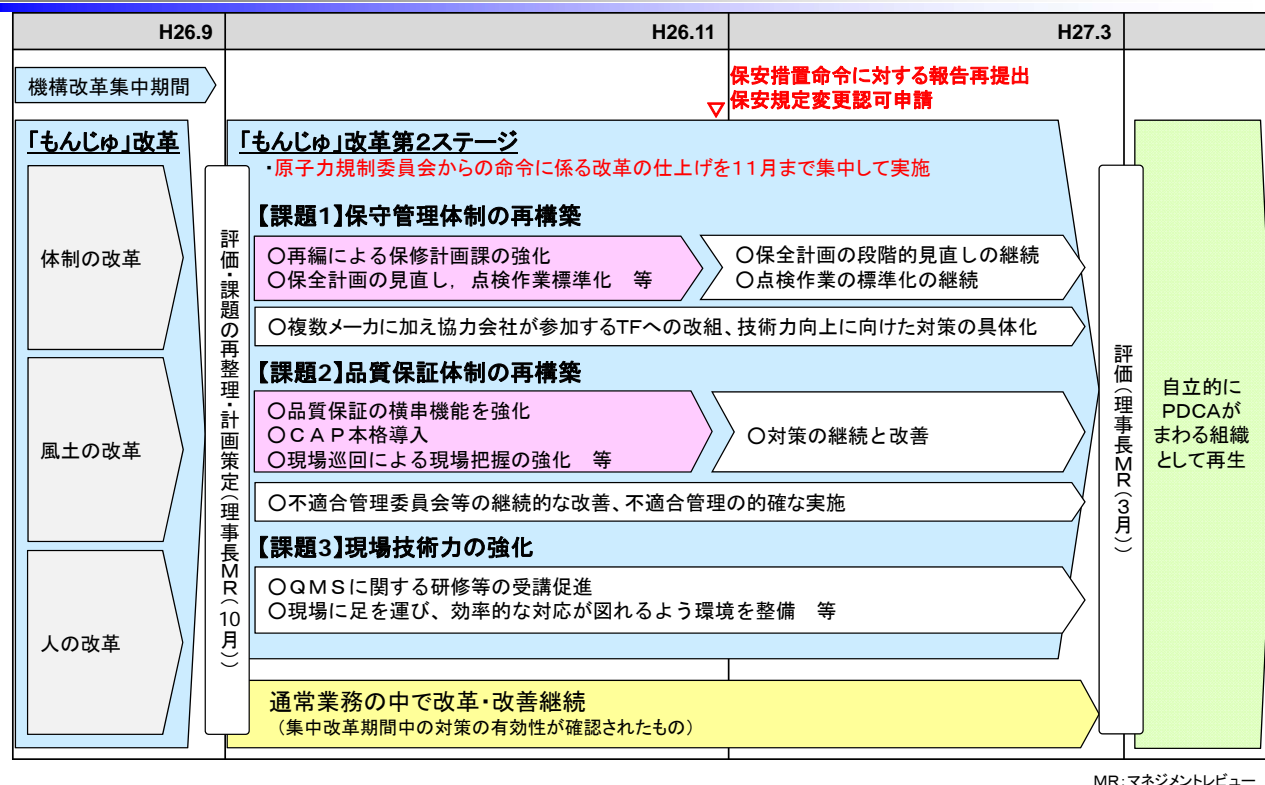 H26.9
H26.11
H27.3
機構改革集中期間
保安措置命令に対する報告再提出
▽保安規定変更認可申請
「もんじゅ」改革
体制の改革
風土の改革
人の改革
評価・課題の再整理・計画策定(理事長MR(10月))
「もんじゅ」改革第2ステージ
・原子力規制委員会からの命令に係る改革の仕上げを11月まで集中して実施
【課題1】保守管理体制の再構築
○再編による保修計画課の強化
○保全計画の見直し，点検作業標準化　等
○保全計画の段階的見直しの継続
○点検作業の標準化の継続
○複数メーカに加え協力会社が参加するTFへの改組、技術力向上に向けた対策の具体化
【課題2】品質保証体制の再構築
○品質保証の横串機能を強化
○CAP本格導入
○現場巡回による現場把握の強化　等
○対策の継続と改善
○不適合管理委員会等の継続的な改善、不適合管理の的確な実施
【課題3】現場技術力の強化
○QMSに関する研修等の受講促進
○現場に足を運び、効率的な対応が図れるよう環境を整備　等
通常業務の中で改革・改善継続
（集中改革期間中の対策の有効性が確認されたもの）
評価(理事長MR(3月))
自立的に
PDCAが
まわる組織
として再生
MR：マネジメントレビュー